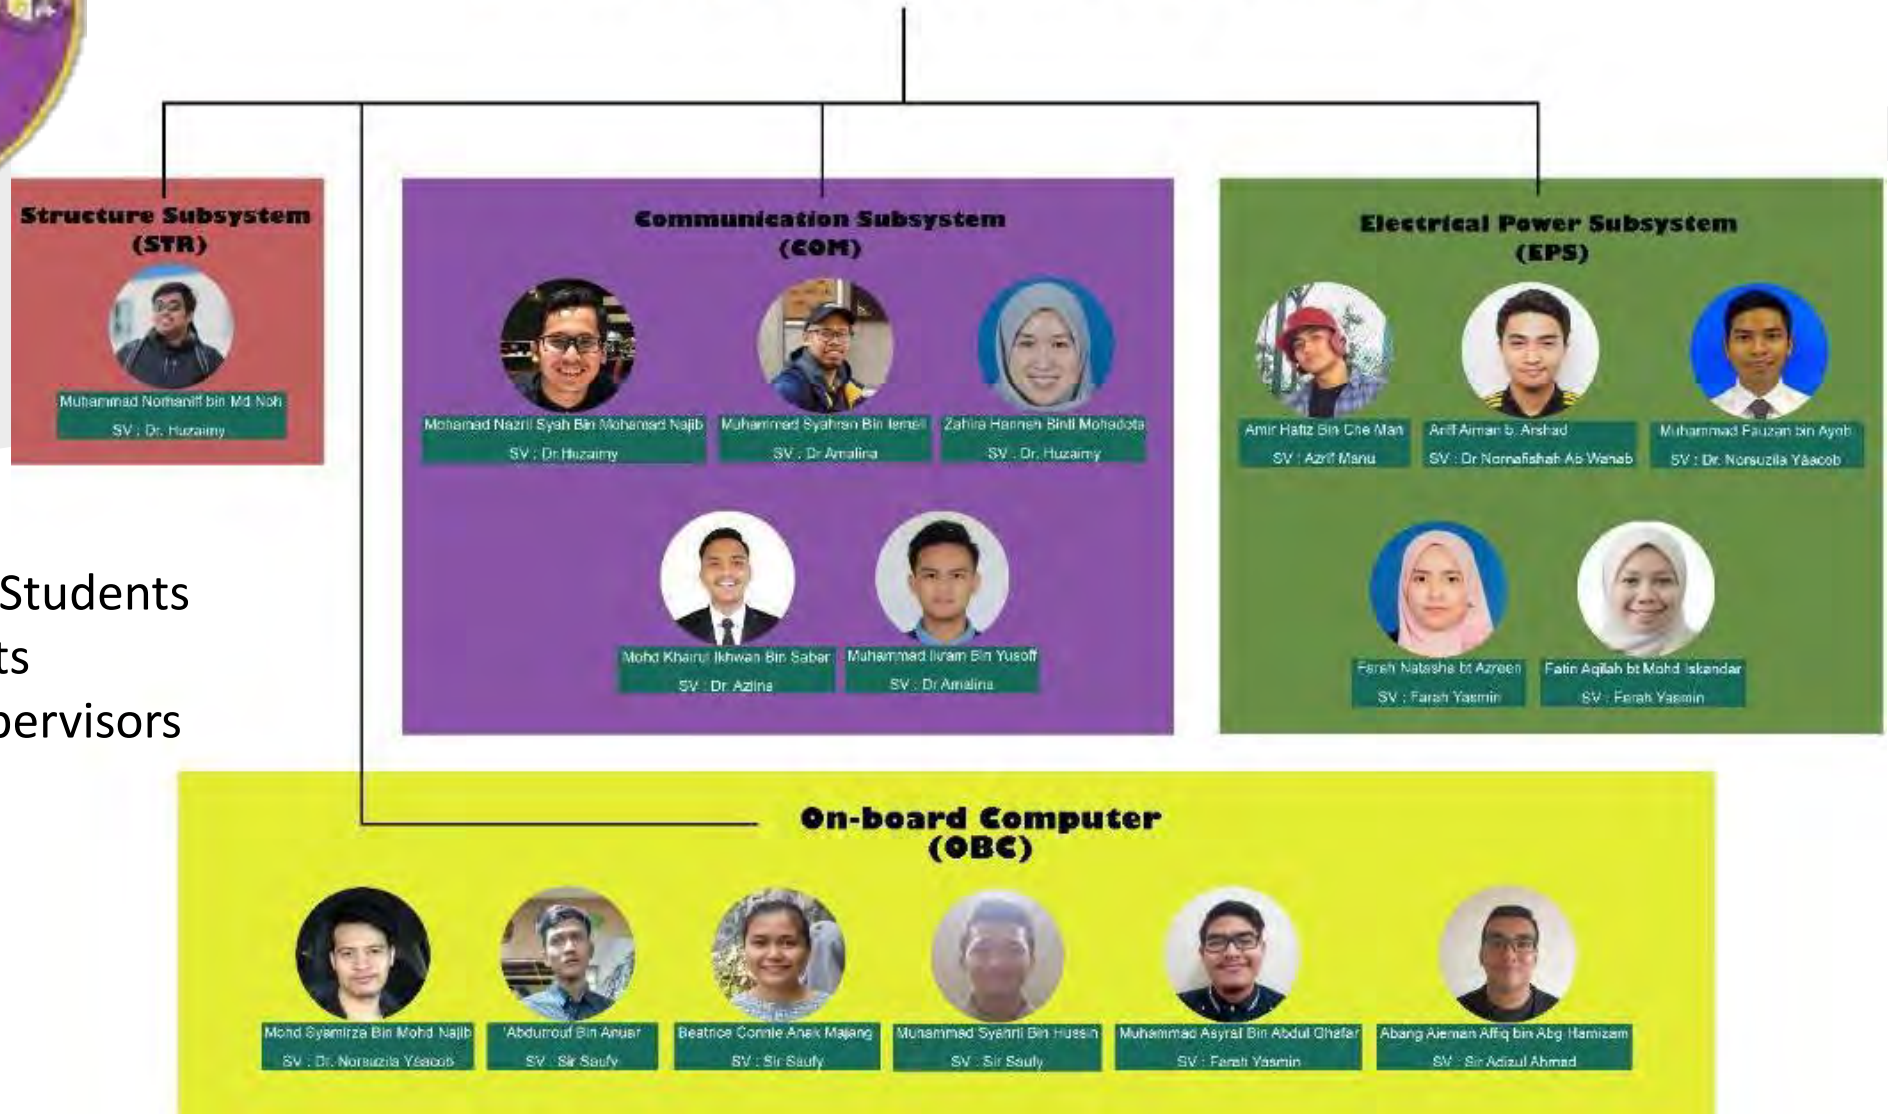 Structure Subsystem
(STR)
Muhammad Norhaniff bin Md Noh
SV : Dr. Huzaimy
Communication Subsystem
(COM)
Mohamad Nazril Syah Bin Mohamad Najib
SV : Dr Huzaimy
Muhammad Syahran Bin Ismail
SV : Dr Amalina
Zahira Hanneh Binti
SV : Dr. Huzaimy
Mohd Khairul Ikhwan Bin Sabar
SV : Dr Azlina
Muhammad Ikram Bin Yusoff
SV : Dr Amalina
Electrical Power Subsystem
(EPS)
Amir Hafiz Bin Che Man
SV : Azrif Manu
Ariff Aiman b. Arshad
SV : Dr Nornafishah Ab Wahab
Muhammad Fauzan bin Ayob
SV : Dr. Norsuzila Yaacob
Farah Natasha bt Azreen
SV : Farah Yasmin
Fatin Aqilah bt Mohd Iskandar
SV : Farah Yasmin
Students
ts
pervisors
On-board Computer
(OBC)
Mohd Syamirza Bin Mohd Najib
SV : Dr. Norsuzila Yaacob
'Abdurrouf Bin Anuar
SV : Sir Saufy
Beatrice Connie Anak Majang
SV : Sir Saufy
Muhammad Syahril Bin Hussin
SV : Sir Saufy
Muhammad Asyraf Bin Abdul Ghafar
SV : Farah Yasmin
Abang Aieman Affiq bin Abg Hamizam
SV : Sir Adizul Ahmad